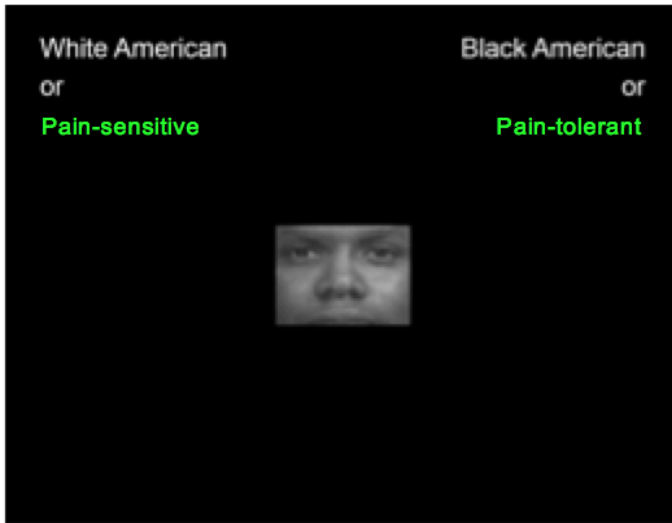 White American
or
Pain-sensitive
Black American
or
Pain-tolerant